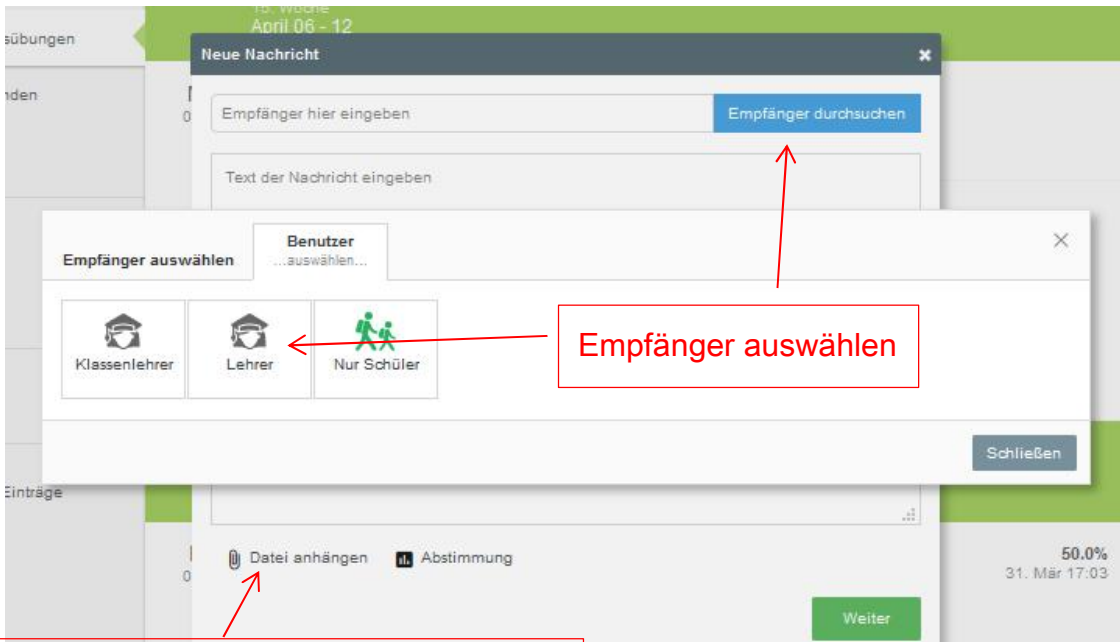 15. Woche
April 06 - 12
sübungen
Neue Nachricht
nden
Empfänger hier eingeben
Empfänger durchsuchen
Text der Nachricht eingeben
Empfänger auswählen
Benutzer
...auswählen...
Klassenlehrer
Lehrer
Nur Schüler
Empfänger auswählen
Schließen
Einträge
Datei anhängen
Abstimmung
50.0%
31. Mär 17:03
Weiter